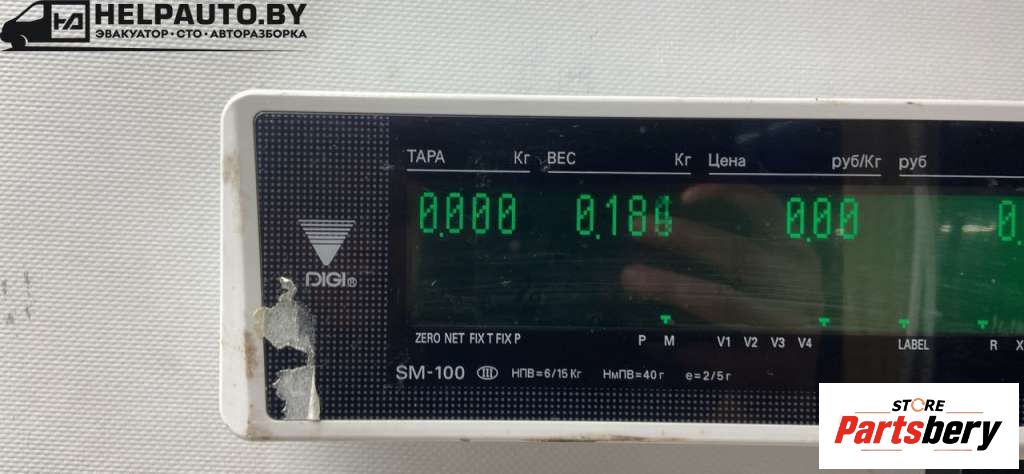 HELPAUTO.BY
ЭВАКУАТОР • СТО • АВТОРАЗБОРКА
ТАРА Кг ВЕС Кг Цена руб/Кг руб
0.000 0.00 0.
DIGI®
ZERO NET FIX T FIX P P M V1 V2 V3 V4 LABEL R X
SM-100 III НПВ=6/15 Кг НмПВ=40 г e=2/5 г
STORE
Partsbery